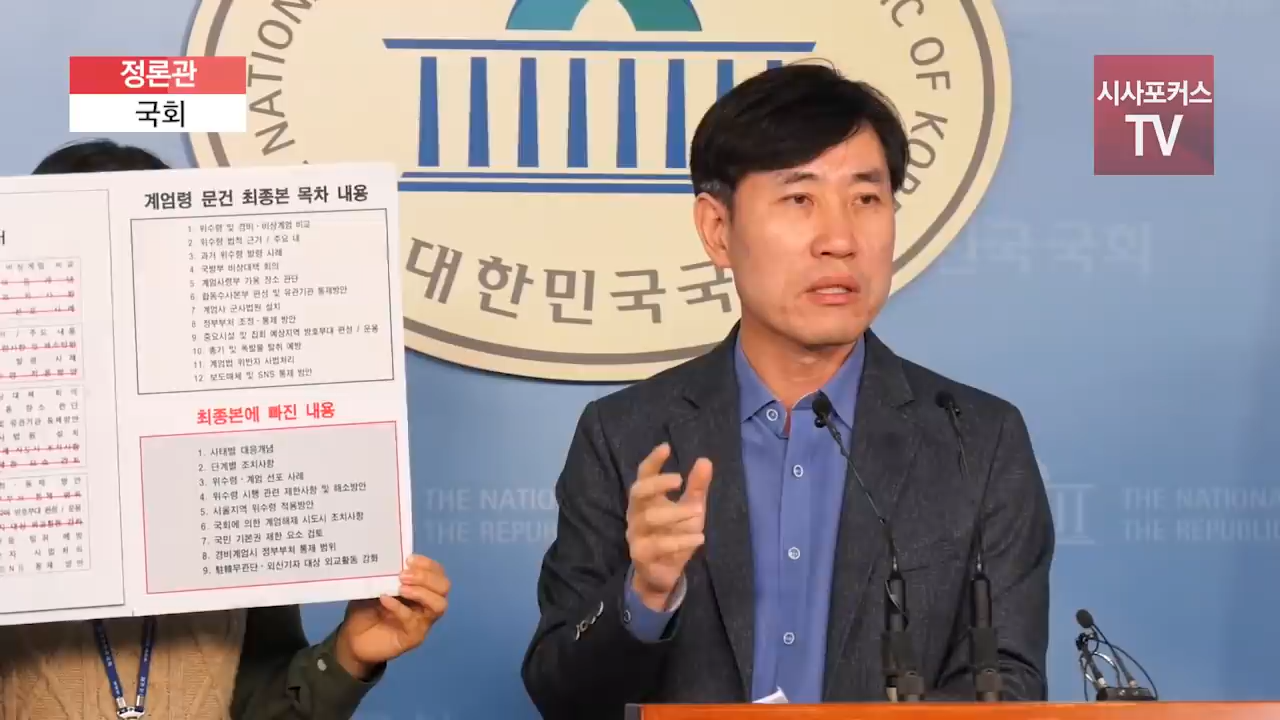 정론관
국회
시사포커스
TV
NATION
IC OF KOR
대한민국국
국회
THE NATIONAL
THE REPUBLI
THE NATIONA
THE REPUBLI
계엄령 문건 최종본 목차 내용
1. 위수령 및 경비·비상계엄 비교
2. 위수령 법적 근거 / 주요 내
3. 과거 위수령 발령 사례
4. 국방부 비상대책 회의
5. 계엄사령부 가용 장소 판단
6. 합동수사본부 편성 및 유관기관 통제방안
7. 계엄사 군사법원 설치
8. 정부부처 조정·통제 방안
9. 중요시설 및 집회 예상지역 방호부대 편성 / 운용
10. 총기 및 폭발물 탈취 예방
11. 계엄법 위반자 사법처리
12. 보도매체 및 SNS 통제 방안
최종본에 빠진 내용
1. 사태별 대응개념
2. 단계별 조치사항
3. 위수령·계엄 선포 사례
4. 위수령 시행 관련 제한사항 및 해소방안
5. 서울지역 위수령 적용방안
6. 국회에 의한 계엄해제 시도시 조치사항
7. 국민 기본권 제한 요소 검토
8. 경비계엄시 정부부처 통제 범위
9. 駐韓무관단·외신기자 대상 외교활동 강화